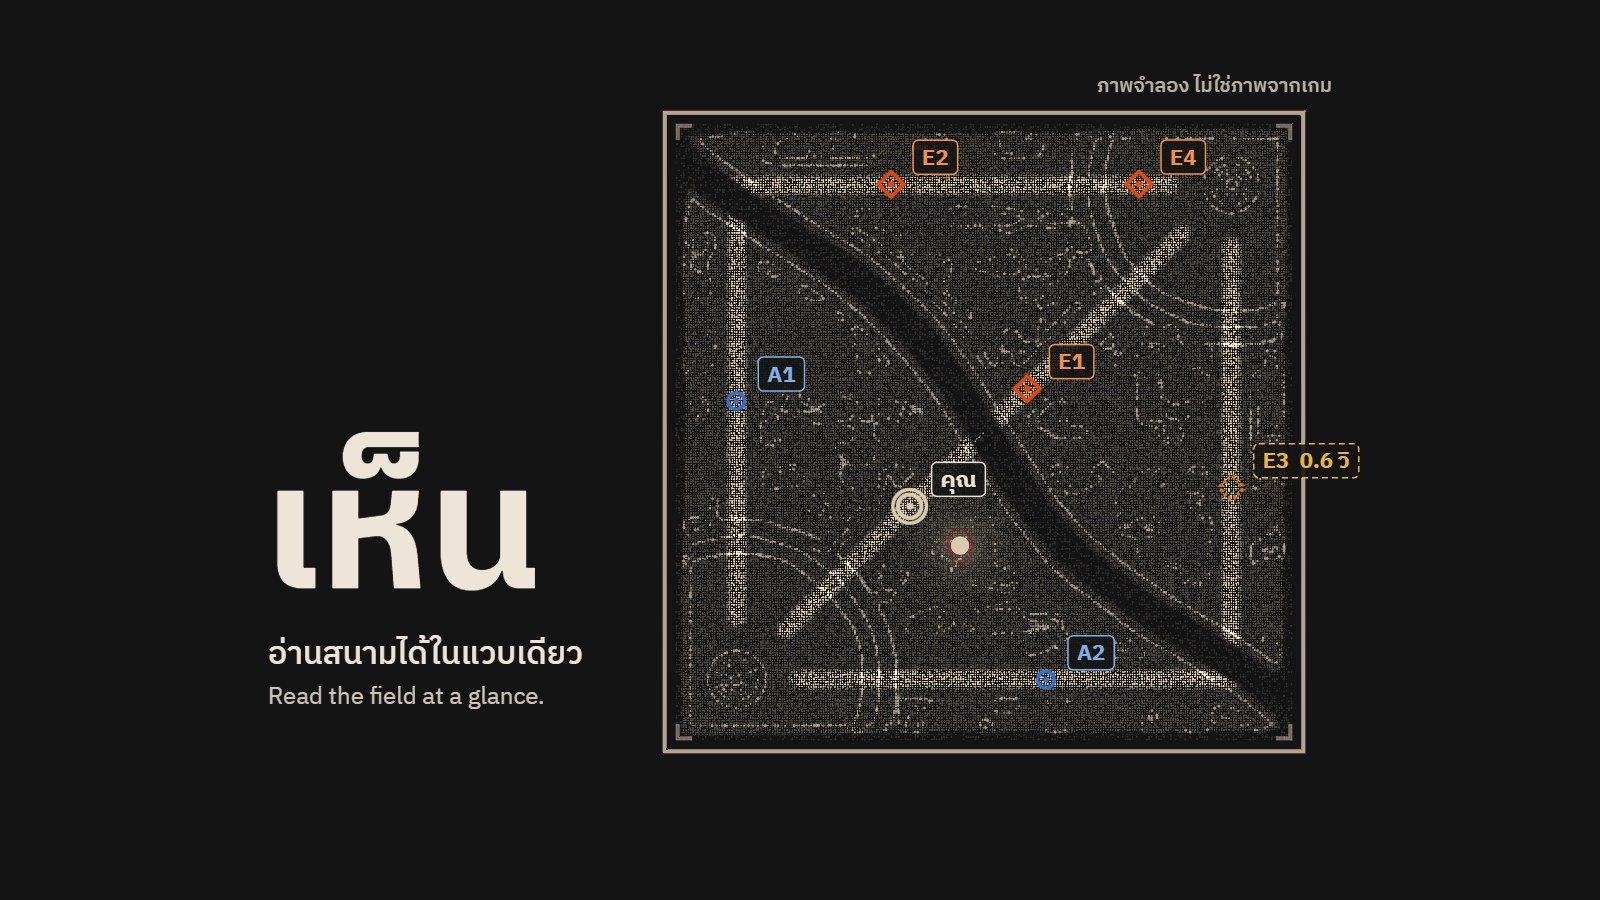 ภาพจำลอง ไม่ใช่ภาพจากเกม
E2
E4
E1
A1
E3 0.6 วิ
คุณ
A2
เห็น
อ่านสนามได้ในแวบเดียว
Read the field at a glance.